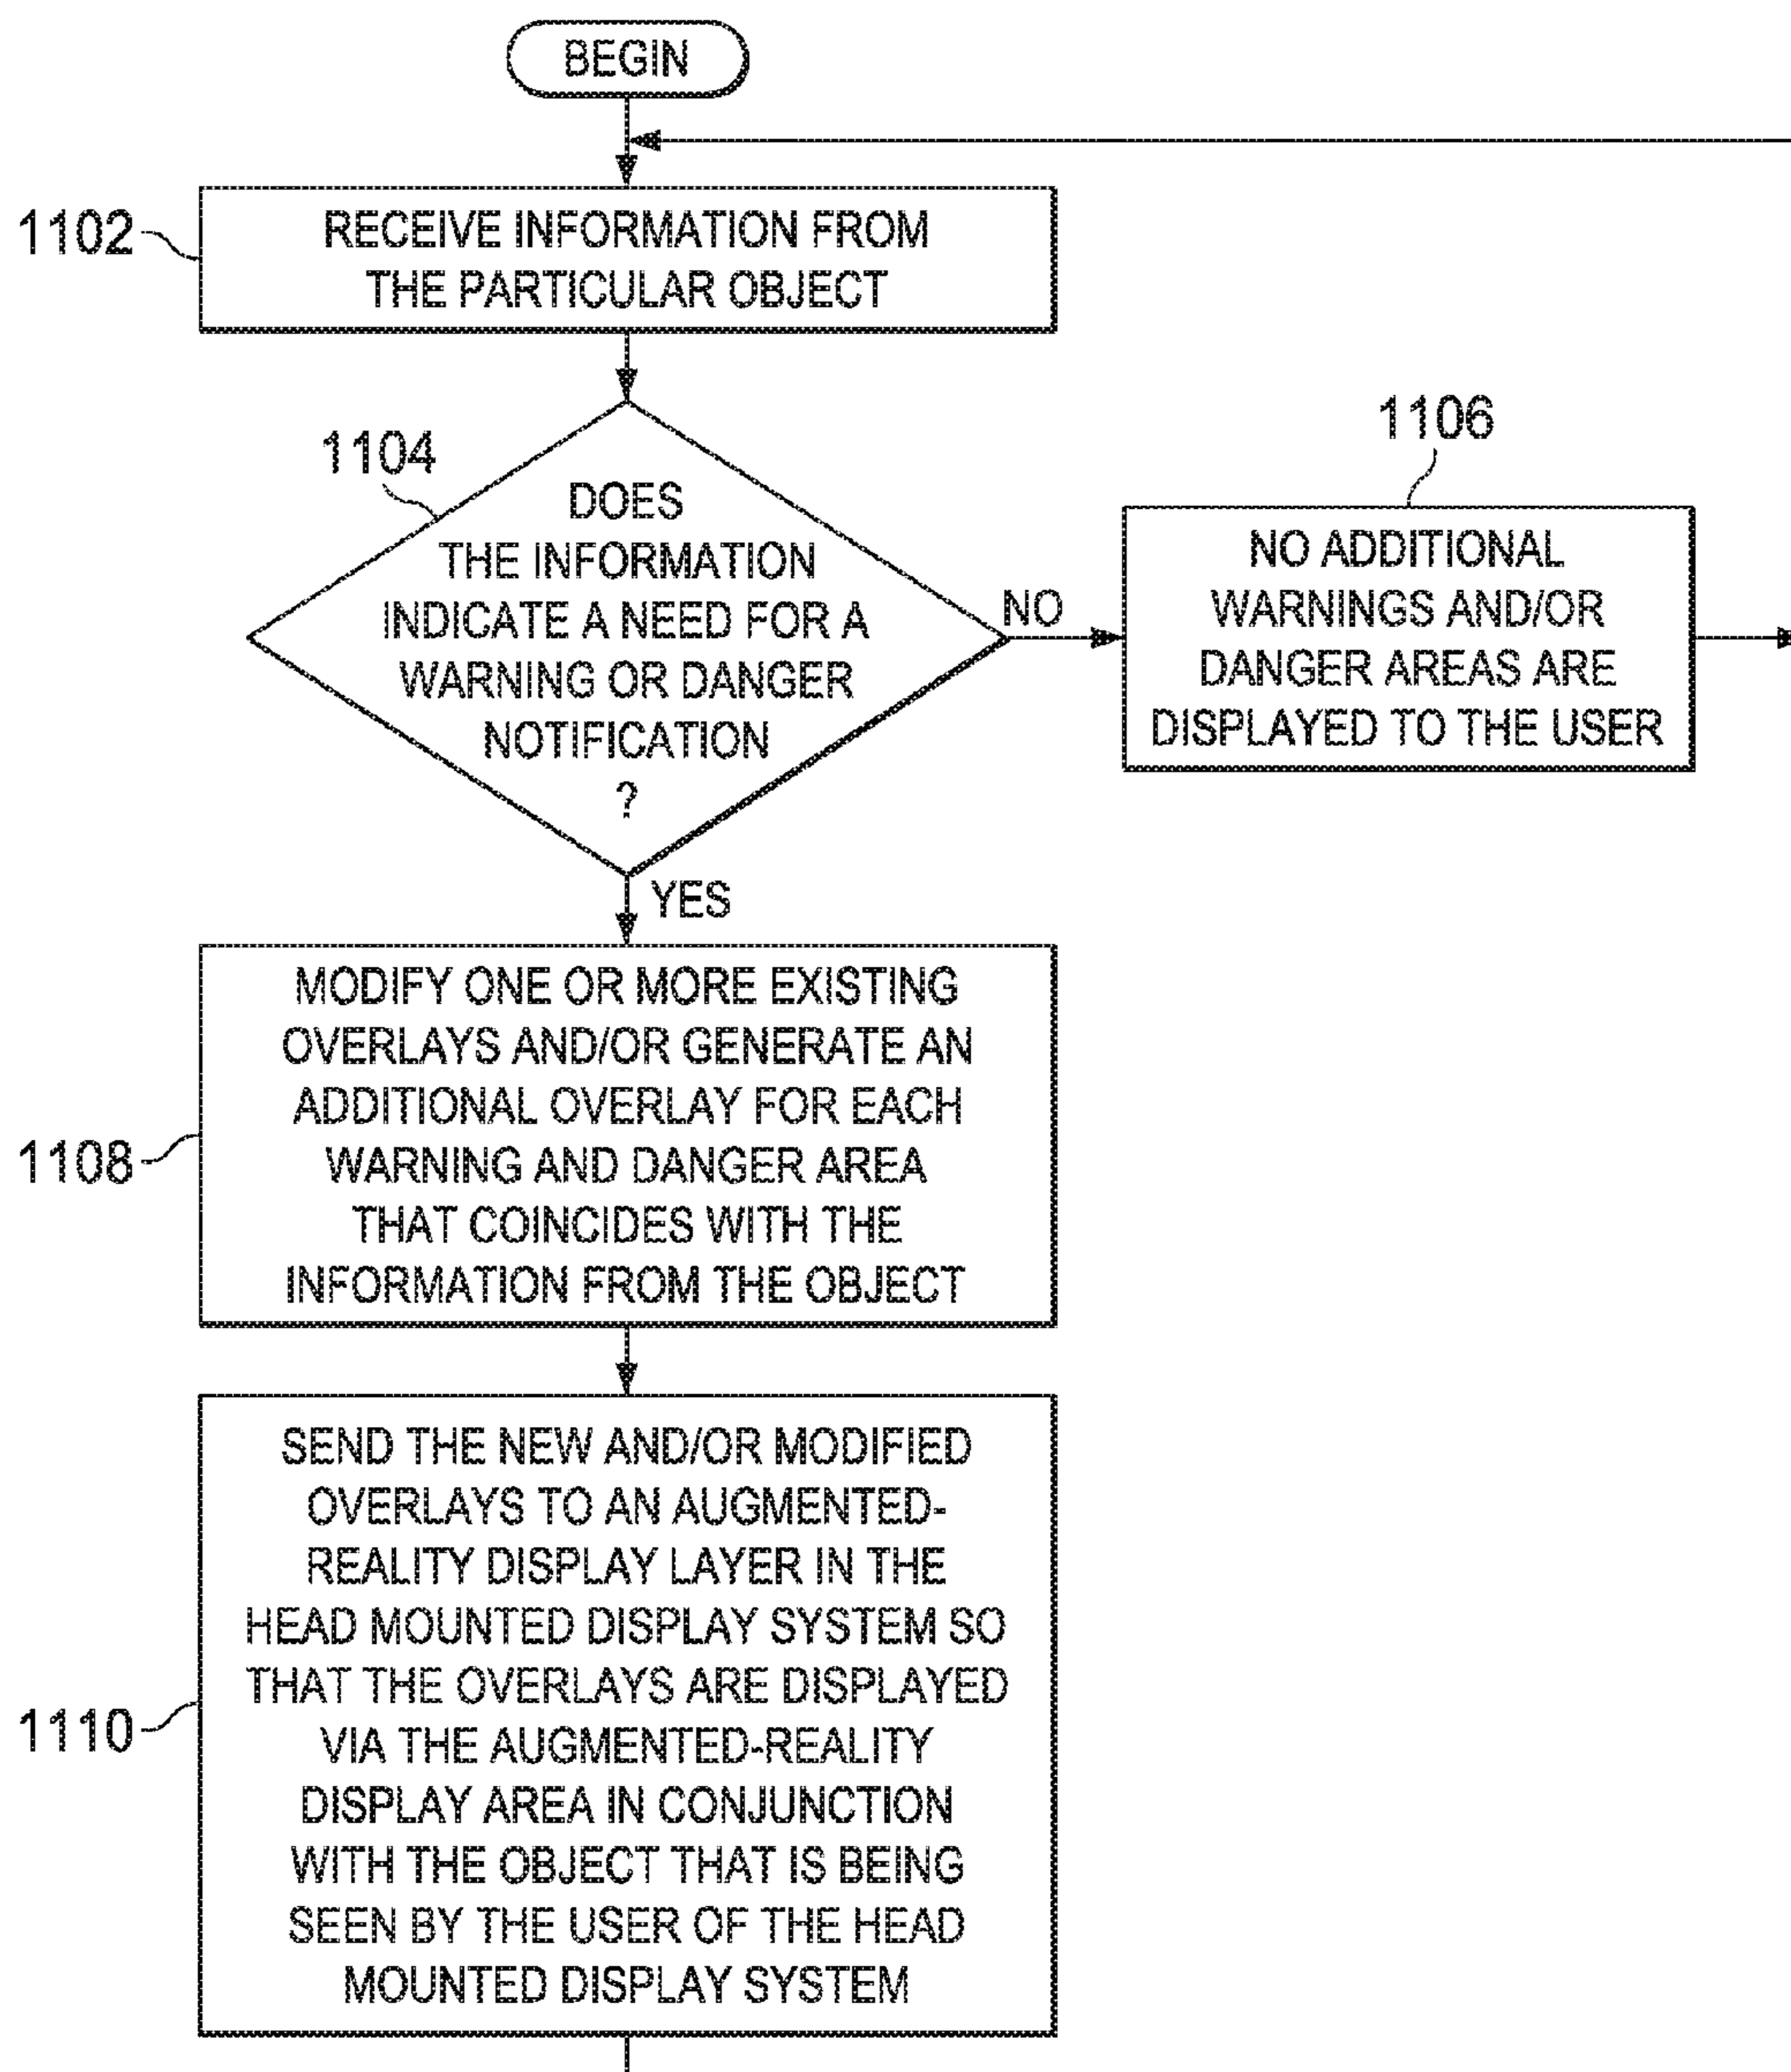 BEGIN
1102
RECEIVE INFORMATION FROM
THE PARTICULAR OBJECT
1104
DOES
THE INFORMATION
INDICATE A NEED FOR A
WARNING OR DANGER
NOTIFICATION
?
NO
1106
NO ADDITIONAL
WARNINGS AND/OR
DANGER AREAS ARE
DISPLAYED TO THE USER
YES
1108
MODIFY ONE OR MORE EXISTING
OVERLAYS AND/OR GENERATE AN
ADDITIONAL OVERLAY FOR EACH
WARNING AND DANGER AREA
THAT COINCIDES WITH THE
INFORMATION FROM THE OBJECT
1110
SEND THE NEW AND/OR MODIFIED
OVERLAYS TO AN AUGMENTED-
REALITY DISPLAY LAYER IN THE
HEAD MOUNTED DISPLAY SYSTEM SO
THAT THE OVERLAYS ARE DISPLAYED
VIA THE AUGMENTED-REALITY
DISPLAY AREA IN CONJUNCTION
WITH THE OBJECT THAT IS BEING
SEEN BY THE USER OF THE HEAD
MOUNTED DISPLAY SYSTEM